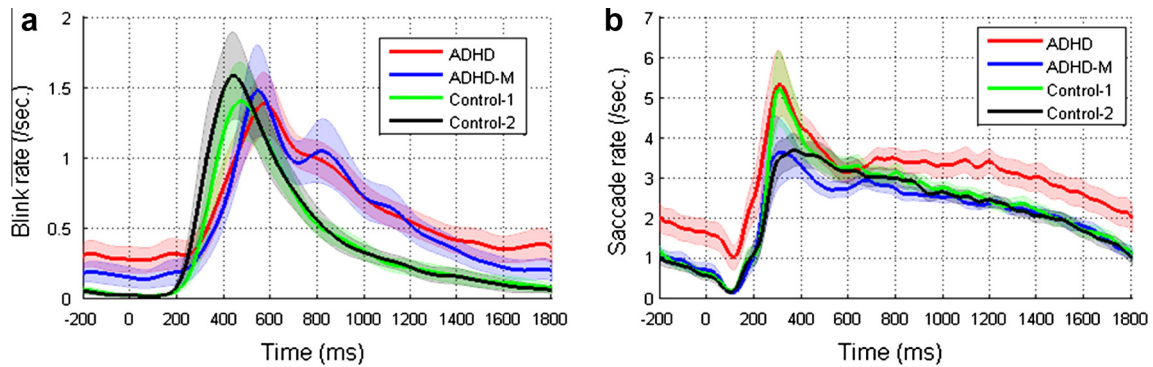 a
Blink rate (/sec.)
2
1.5
1
0.5
0
-200 0 200 400 600 800 1000 1200 1400 1600 1800
Time (ms)
ADHD
ADHD-M
Control-1
Control-2
b
Saccade rate (/sec.)
7
6
5
4
3
2
1
0
-200 0 200 400 600 800 1000 1200 1400 1600 1800
Time (ms)
ADHD
ADHD-M
Control-1
Control-2